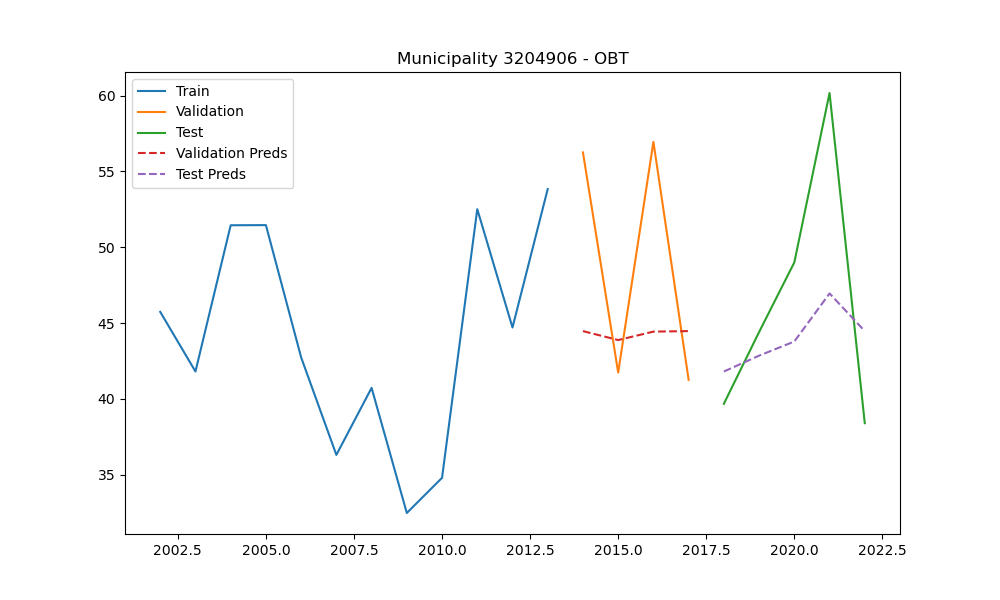 Municipality 3204906 - OBT
Train
Validation
Test
Validation Preds
Test Preds
60
55
50
45
40
35
2002.5 2005.0 2007.5 2010.0 2012.5 2015.0 2017.5 2020.0 2022.5